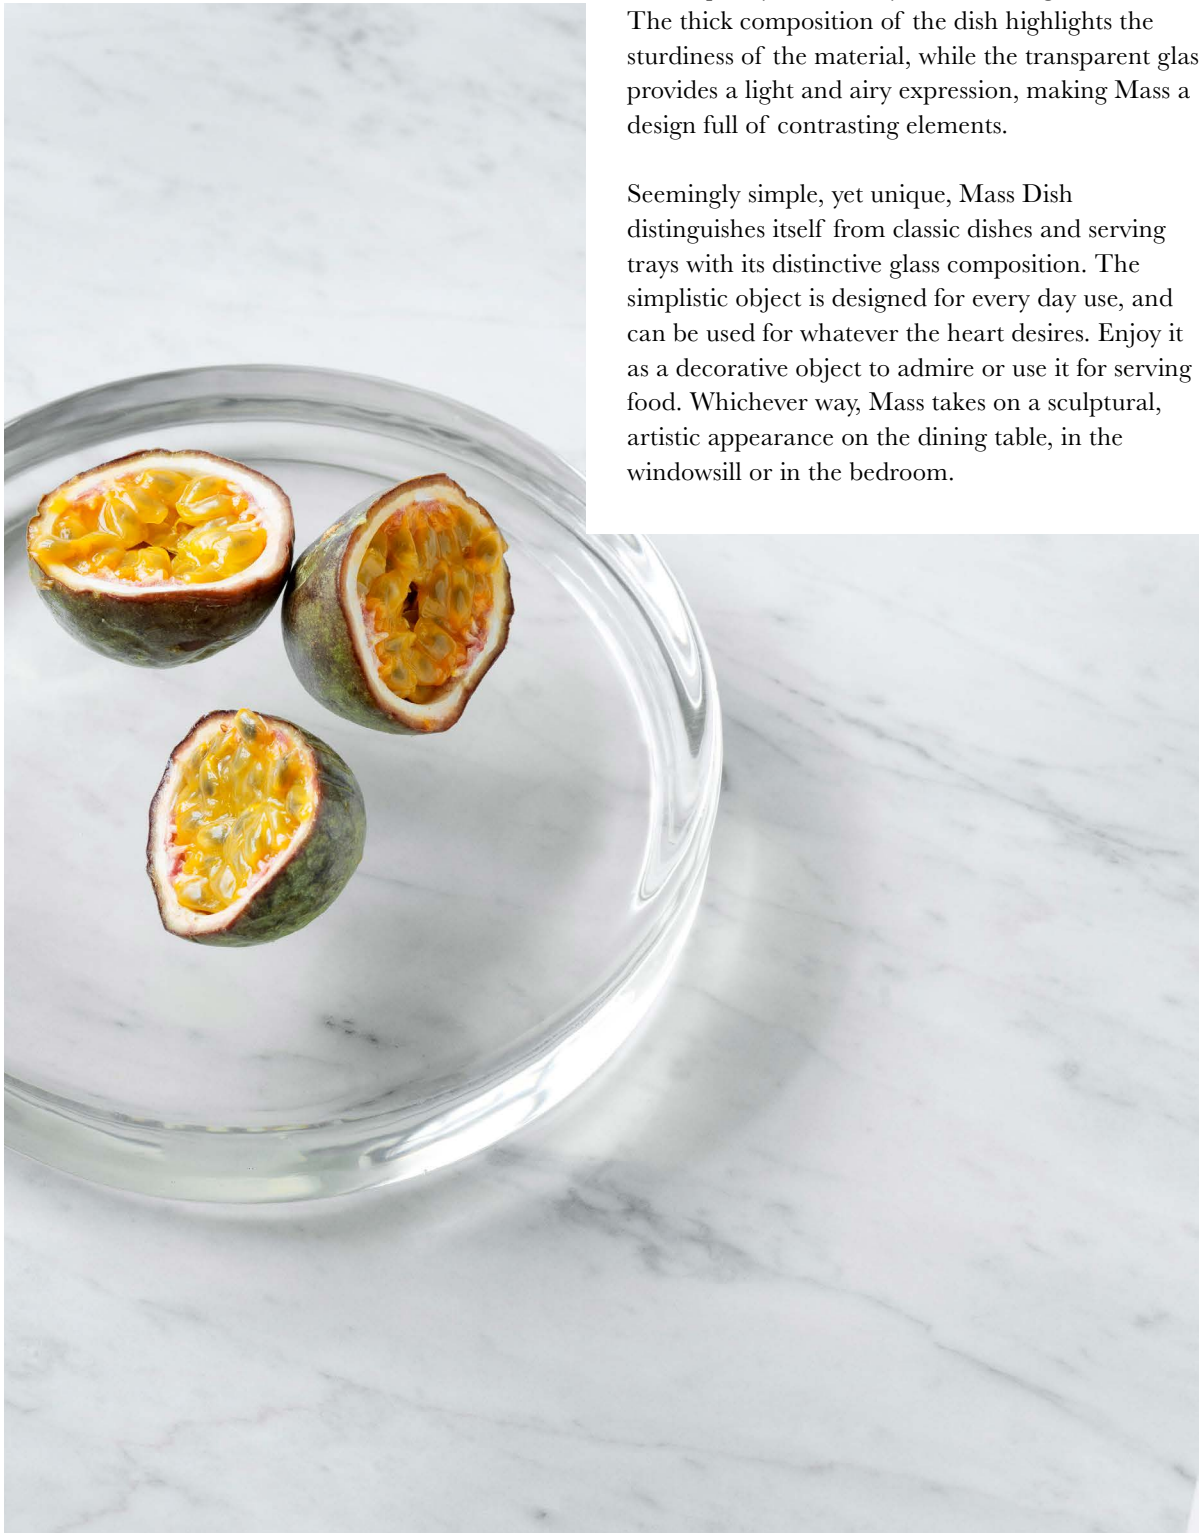 The thick composition of the dish highlights the
sturdiness of the material, while the transparent glas
provides a light and airy expression, making Mass a
design full of contrasting elements.
Seemingly simple, yet unique, Mass Dish
distinguishes itself from classic dishes and serving
trays with its distinctive glass composition. The
simplistic object is designed for every day use, and
can be used for whatever the heart desires. Enjoy it
as a decorative object to admire or use it for serving
food. Whichever way, Mass takes on a sculptural,
artistic appearance on the dining table, in the
windowsill or in the bedroom.